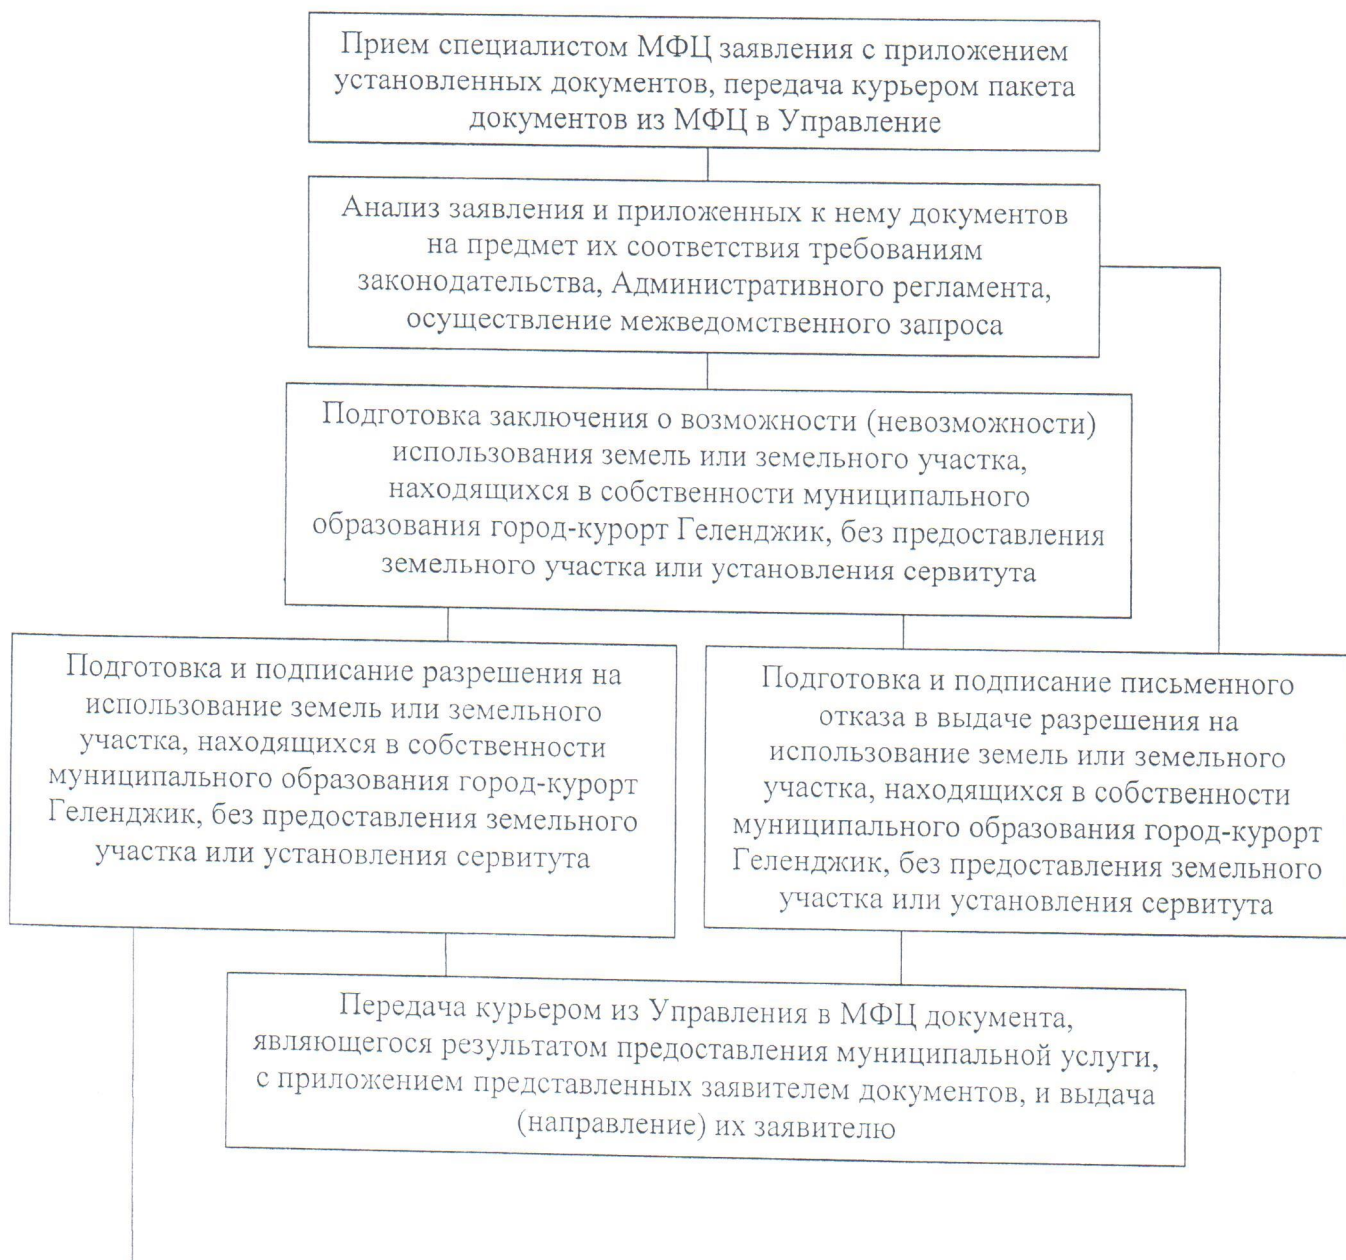 Прием специалистом МФЦ заявления с приложением
установленных документов, передача курьером пакета
документов из МФЦ в Управление
Анализ заявления и приложенных к нему документов
на предмет их соответствия требованиям
законодательства, Административного регламента,
осуществление межведомственного запроса
Подготовка заключения о возможности (невозможности)
использования земель или земельного участка,
находящихся в собственности муниципального
образования город-курорт Геленджик, без предоставления
земельного участка или установления сервитута
Подготовка и подписание разрешения на
использование земель или земельного
участка, находящихся в собственности
муниципального образования город-курорт
Геленджик, без предоставления земельного
участка или установления сервитута
Подготовка и подписание письменного
отказа в выдаче разрешения на
использование земель или земельного
участка, находящихся в собственности
муниципального образования город-курорт
Геленджик, без предоставления земельного
участка или установления сервитута
Передача курьером из Управления в МФЦ документа,
являющегося результатом предоставления муниципальной услуги,
с приложением представленных заявителем документов, и выдача
(направление) их заявителю